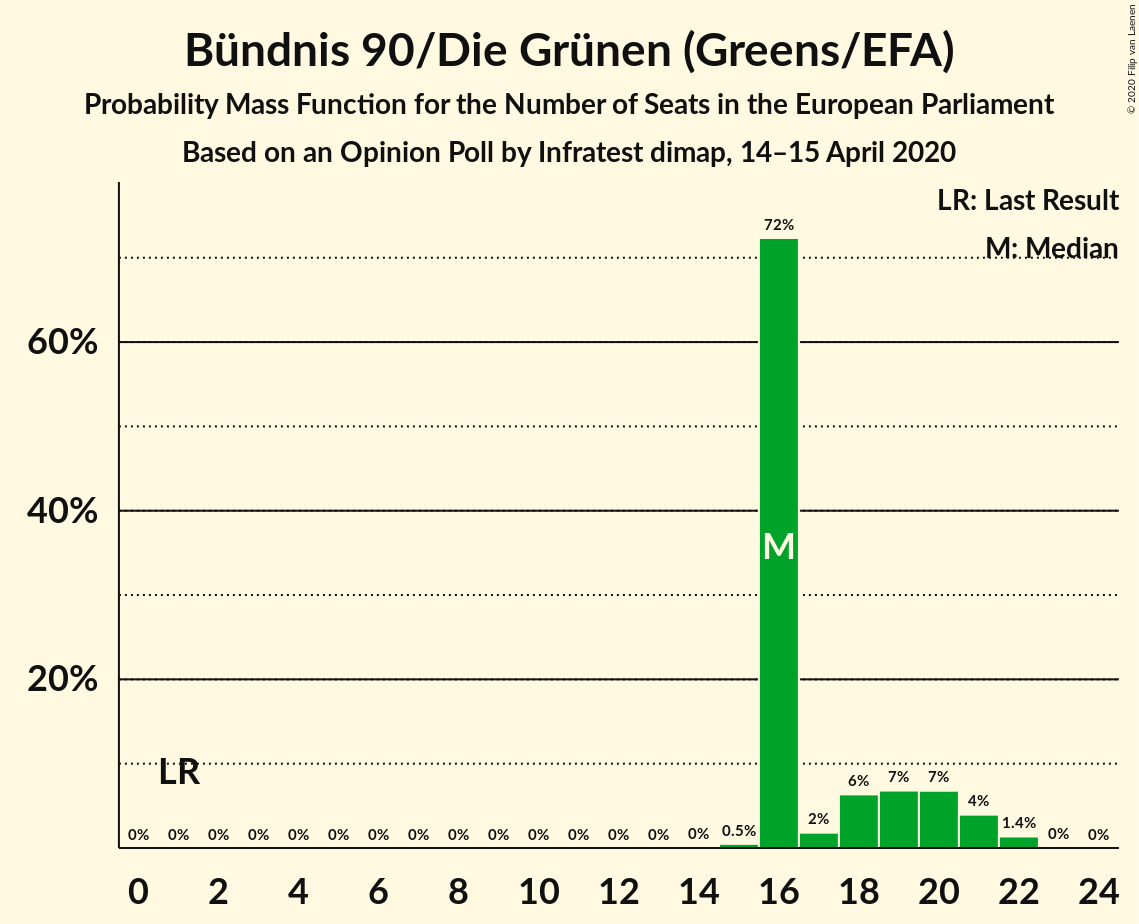 Bündnis 90/Die Grünen (Greens/EFA)
Probability Mass Function for the Number of Seats in the European Parliament
Based on an Opinion Poll by Infratest dimap, 14–15 April 2020
© 2020 Filip van Laenen
LR: Last Result
M: Median
72%
60%
40%
M
20%
LR
0% 0% 0% 0% 0% 0% 0% 0% 0% 0% 0% 0% 0% 0% 0% 0.5% 2% 6% 7% 7% 4% 1.4% 0% 0%
0 2 4 6 8 10 12 14 16 18 20 22 24